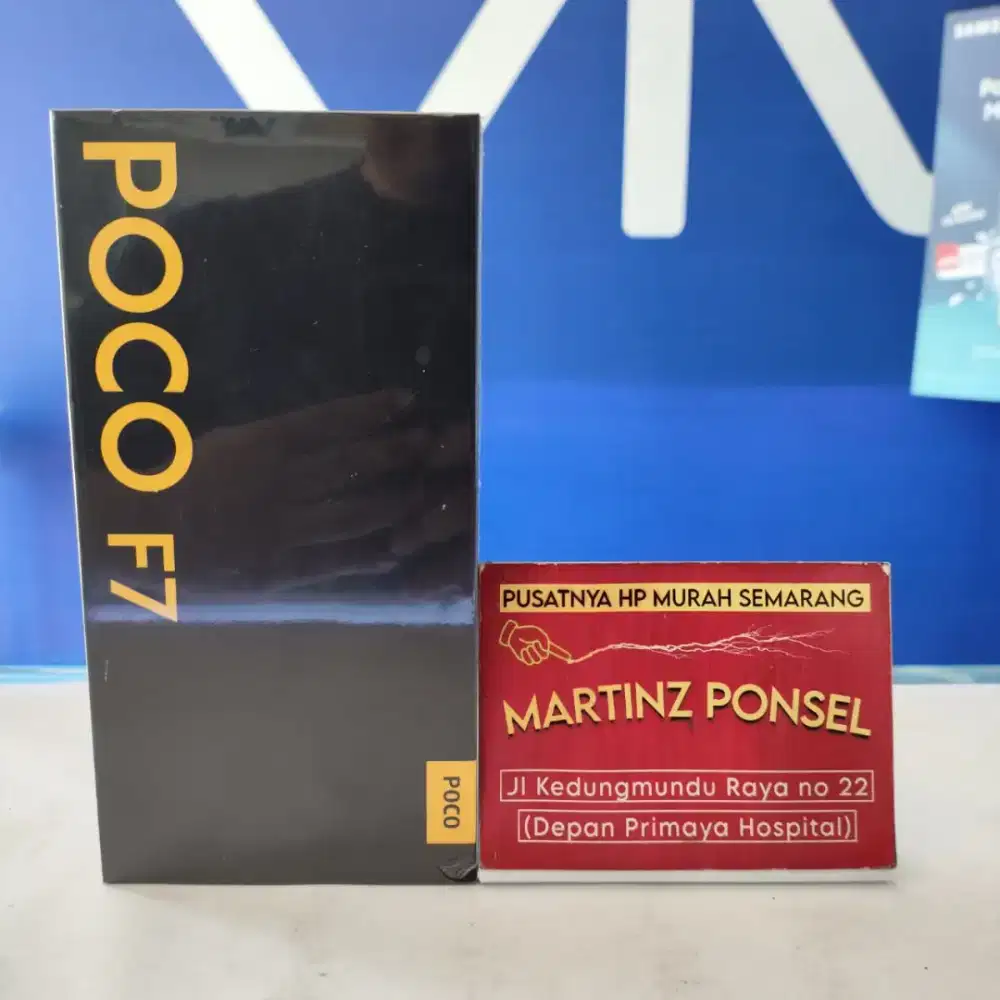 POCO F7
POCO
PUSATNYA HP MURAH SEMARANG
MARTINZ PONSEL
Jl Kedungmundu Raya no 22
(Depan Primaya Hospital)